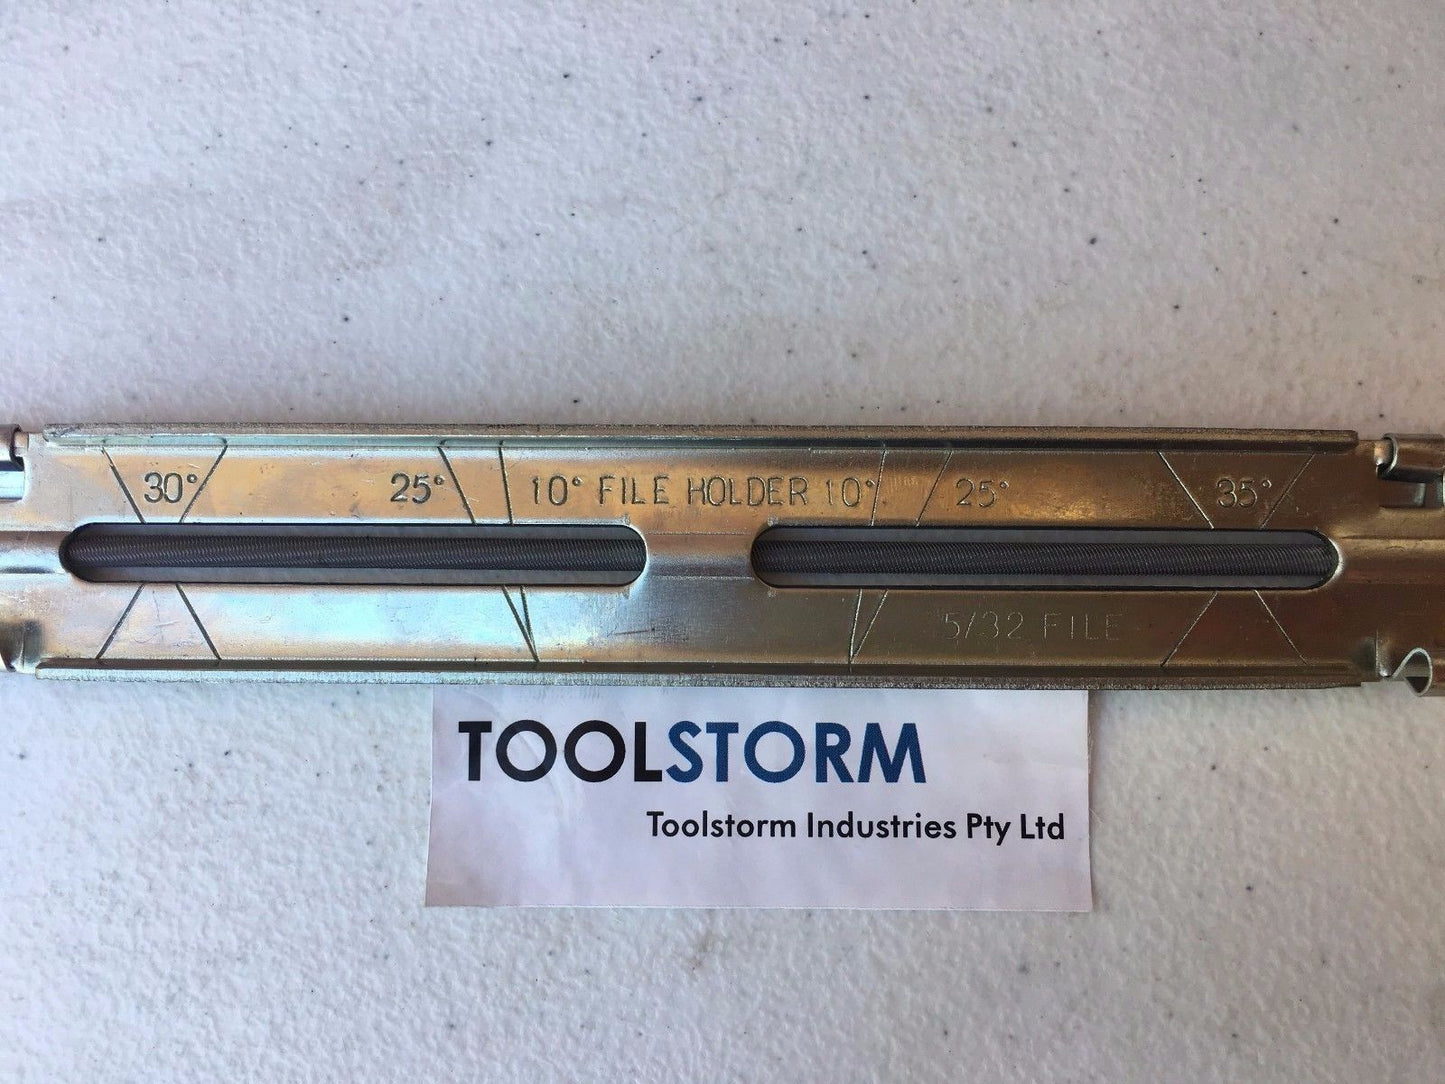 30° 25° 10° FILE HOLDER 10° 25° 35°
5/32 FILE
TOOLSTORM
Toolstorm Industries Pty Ltd